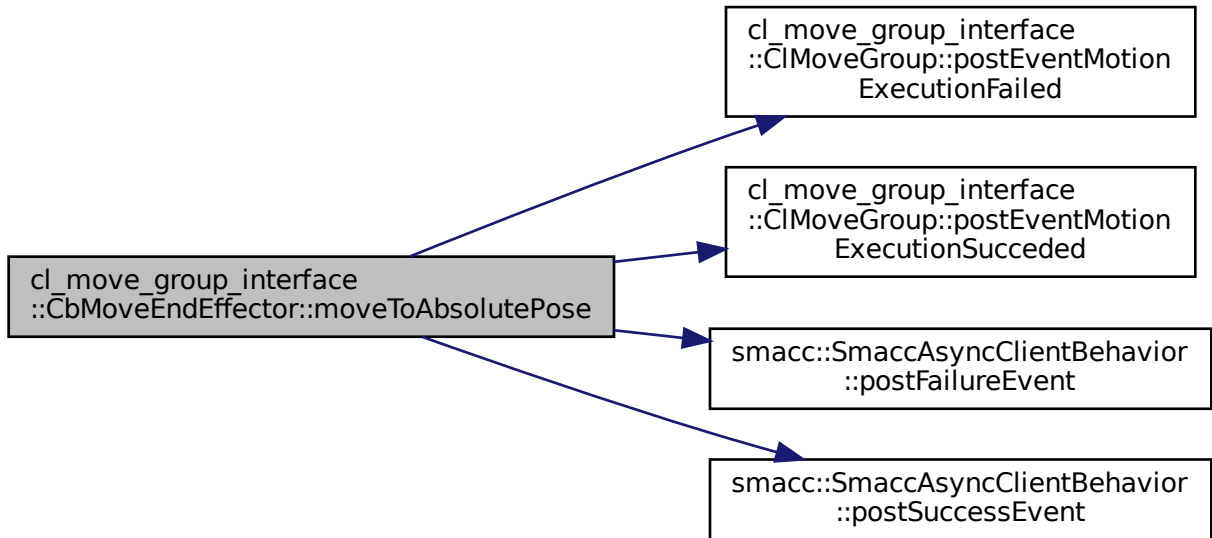 cl_move_group_interface
::ClMoveGroup::postEventMotion
ExecutionFailed
cl_move_group_interface
::ClMoveGroup::postEventMotion
ExecutionSucceded
cl_move_group_interface
::CbMoveEndEffector::moveToAbsolutePose
smacc::SmaccAsyncClientBehavior
::postFailureEvent
smacc::SmaccAsyncClientBehavior
::postSuccessEvent